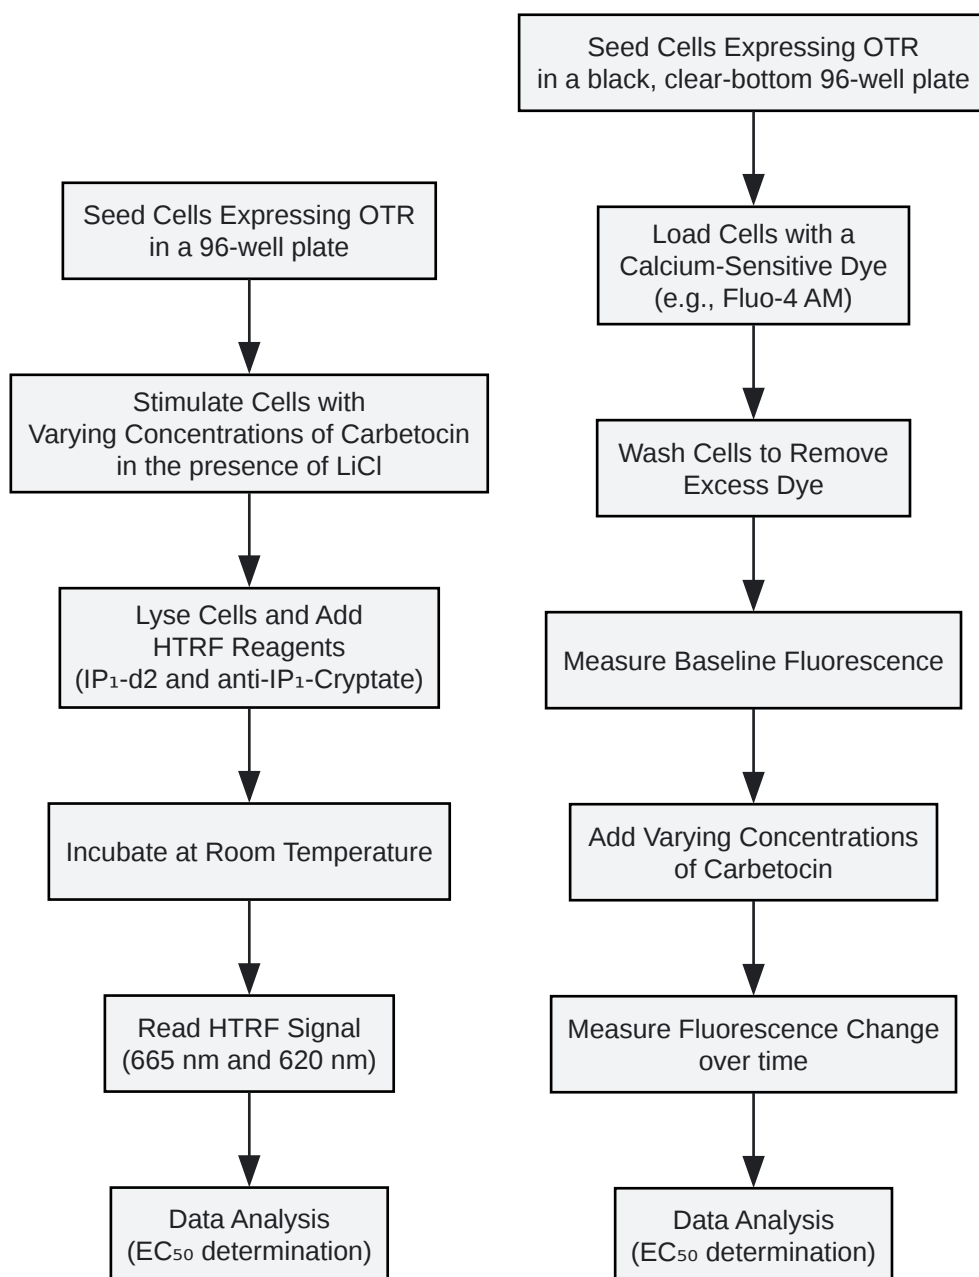 Seed Cells Expressing OTR
in a 96-well plate
Stimulate Cells with
Varying Concentrations of Carbetocin
in the presence of LiCl
Lyse Cells and Add
HTRF Reagents
(IP₁-d2 and anti-IP₁-Cryptate)
Incubate at Room Temperature
Read HTRF Signal
(665 nm and 620 nm)
Data Analysis
(EC₅₀ determination)
Seed Cells Expressing OTR
in a black, clear-bottom 96-well plate
Load Cells with a
Calcium-Sensitive Dye
(e.g., Fluo-4 AM)
Wash Cells to Remove
Excess Dye
Measure Baseline Fluorescence
Add Varying Concentrations
of Carbetocin
Measure Fluorescence Change
over time
Data Analysis
(EC₅₀ determination)